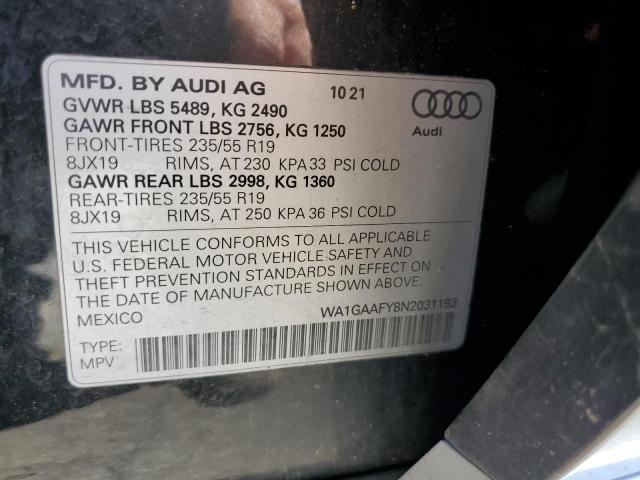 MFD. BY AUDI AG 10 21
GVWR LBS 5489, KG 2490
GAWR FRONT LBS 2756, KG 1250
FRONT-TIRES 235/55 R19
8JX19 RIMS, AT 230 KPA 33 PSI COLD
GAWR REAR LBS 2998, KG 1360
REAR-TIRES 235/55 R19
8JX19 RIMS, AT 250 KPA 36 PSI COLD
Audi
THIS VEHICLE CONFORMS TO ALL APPLICABLE
U.S. FEDERAL MOTOR VEHICLE SAFETY AND
THEFT PREVENTION STANDARDS IN EFFECT ON
THE DATE OF MANUFACTURE SHOWN ABOVE.
MEXICO WA1GAAFY8N2031193
TYPE:
MPV